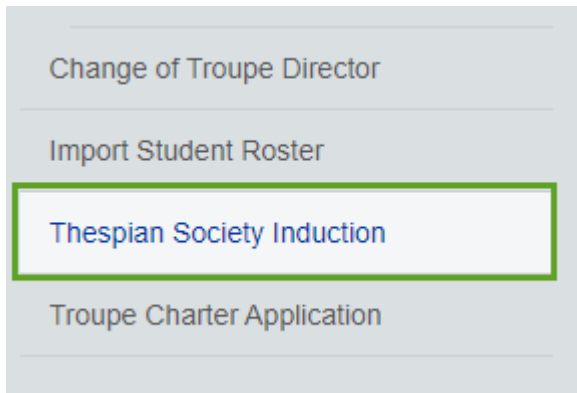 Change of Troupe Director
Import Student Roster
Thespian Society Induction
Troupe Charter Application